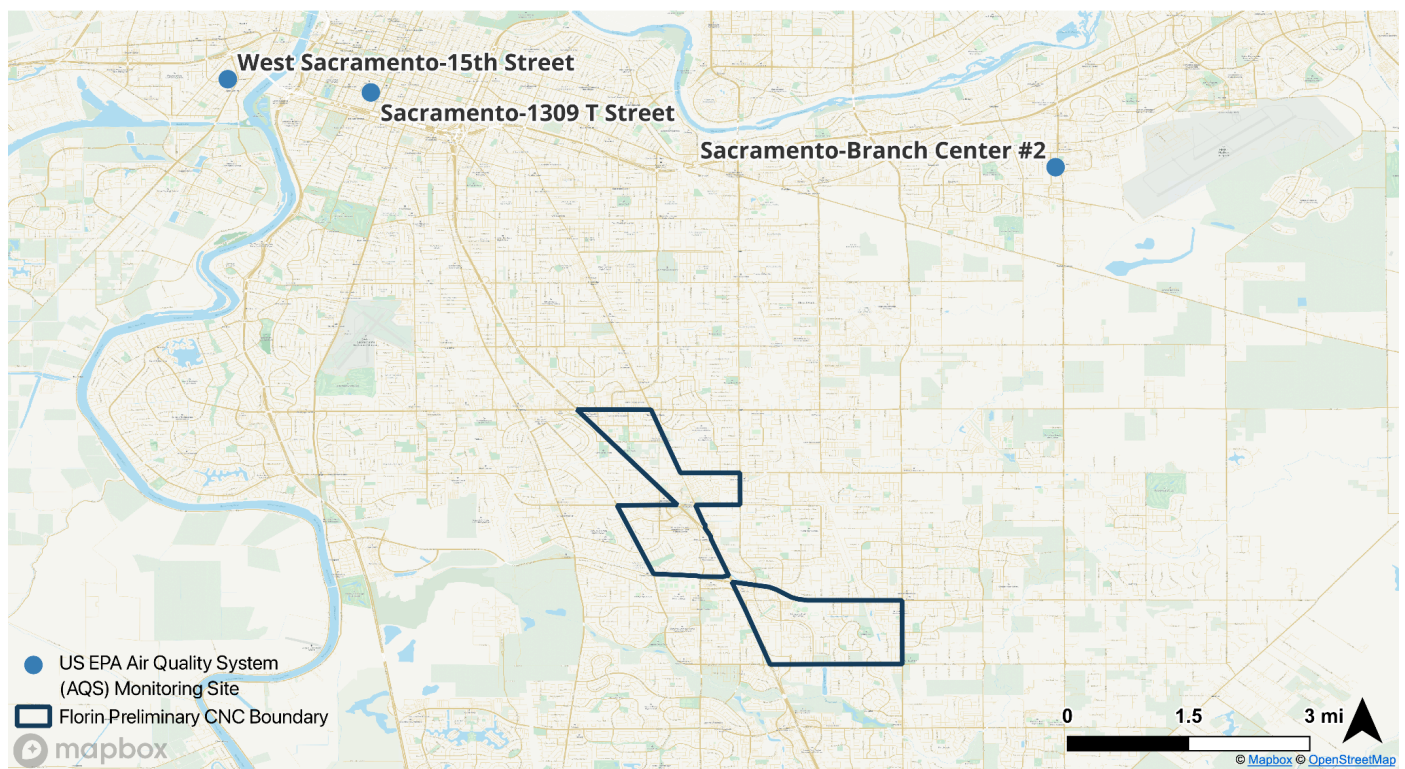 West Sacramento-15th Street
Sacramento-1309 T Street
Sacramento-Branch Center #2
US EPA Air Quality System
(AQS) Monitoring Site
Florin Preliminary CNC Boundary
mapbox
0 1.5 3 mi
© Mapbox © OpenStreetMap